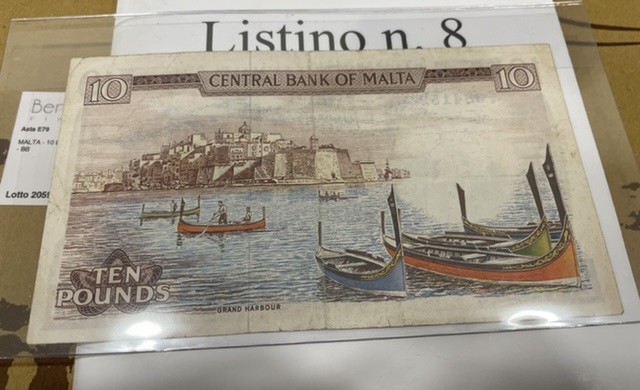 Listino n. 8
10 CENTRAL BANK OF MALTA 10
Asta E79
MALTA - 10
- BB
Lotto 205
TEN
POUNDS
GRAND HARBOUR